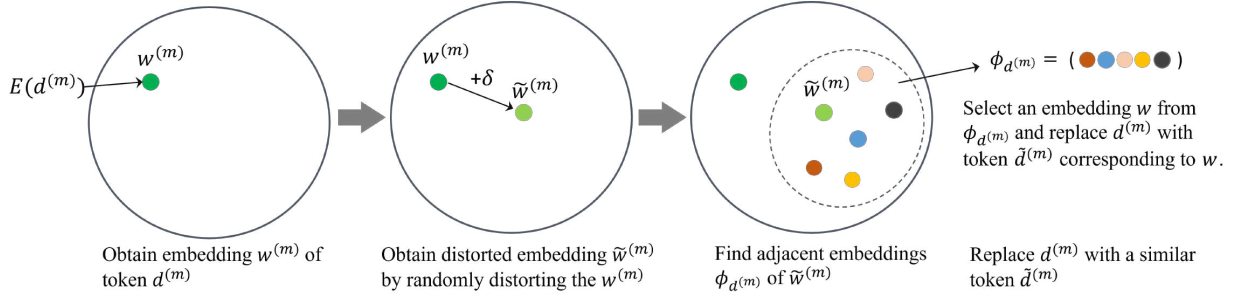 E(d^(m))
w^(m)
w^(m)
+δ
w̃^(m)
w̃^(m)
ϕ_d^(m) = ( )
Select an embedding w from
ϕ_d^(m) and replace d^(m) with
token d̃^(m) corresponding to w.
Obtain embedding w^(m) of
token d^(m)
Obtain distorted embedding w̃^(m)
by randomly distorting the w^(m)
Find adjacent embeddings
ϕ_d^(m) of w̃^(m)
Replace d^(m) with a similar
token d̃^(m)